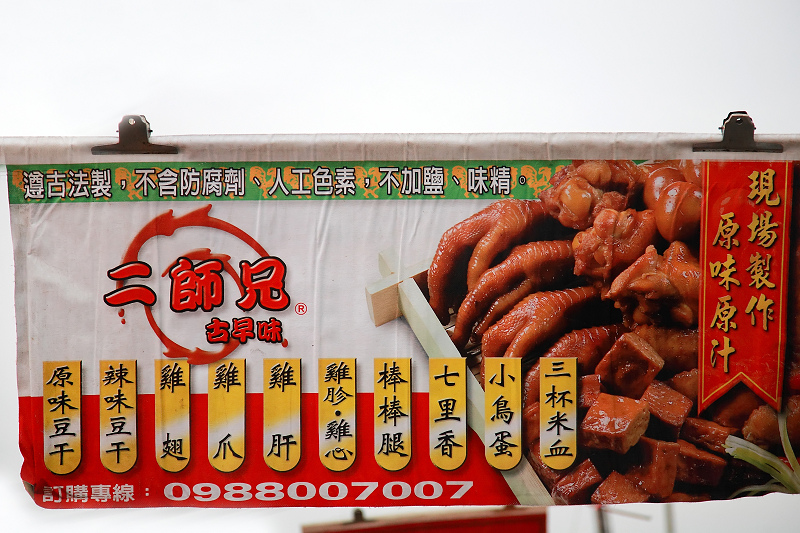 遵古法製，不含防腐劑、人工色素，不加鹽、味精。
二師兄®
古早味
現場製作
原味原汁
原味豆干
辣味豆干
雞翅
雞爪
雞肝
雞胗·雞心
棒棒腿
七里香
小鳥蛋
三杯米血
訂購專線：0988007007